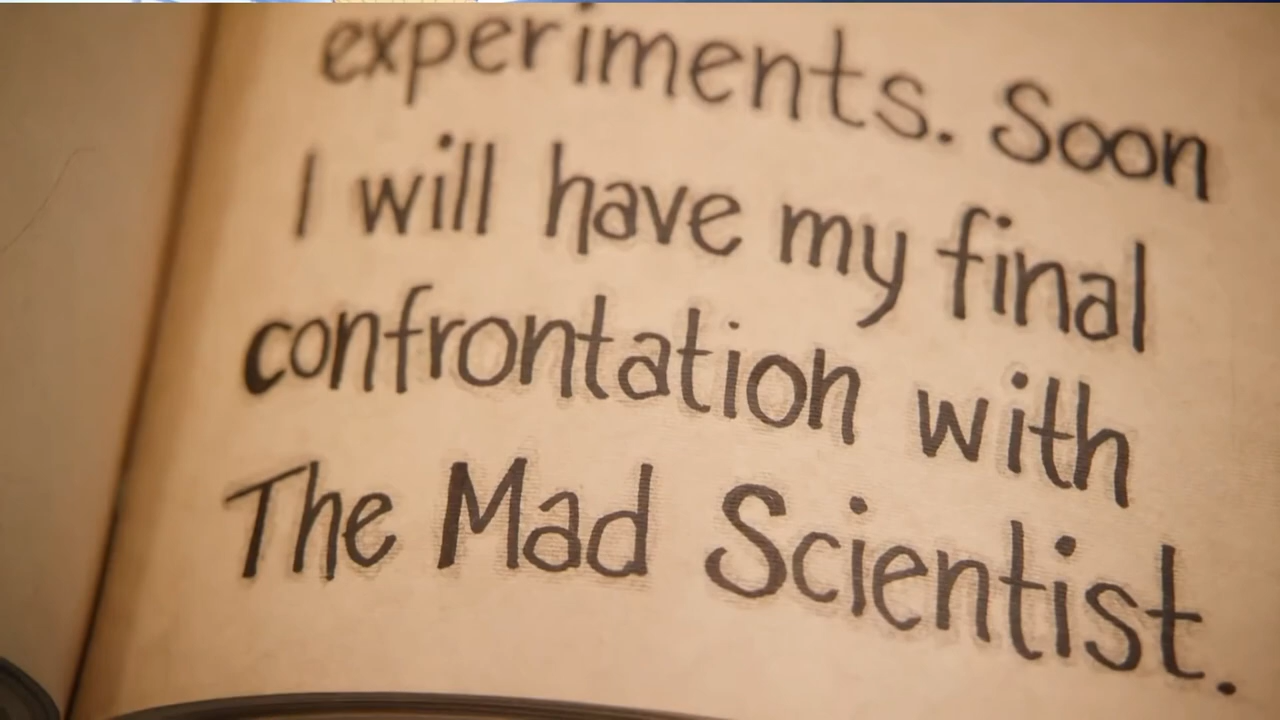 experiments. Soon
I will have my final
confrontation with
The Mad Scientist.